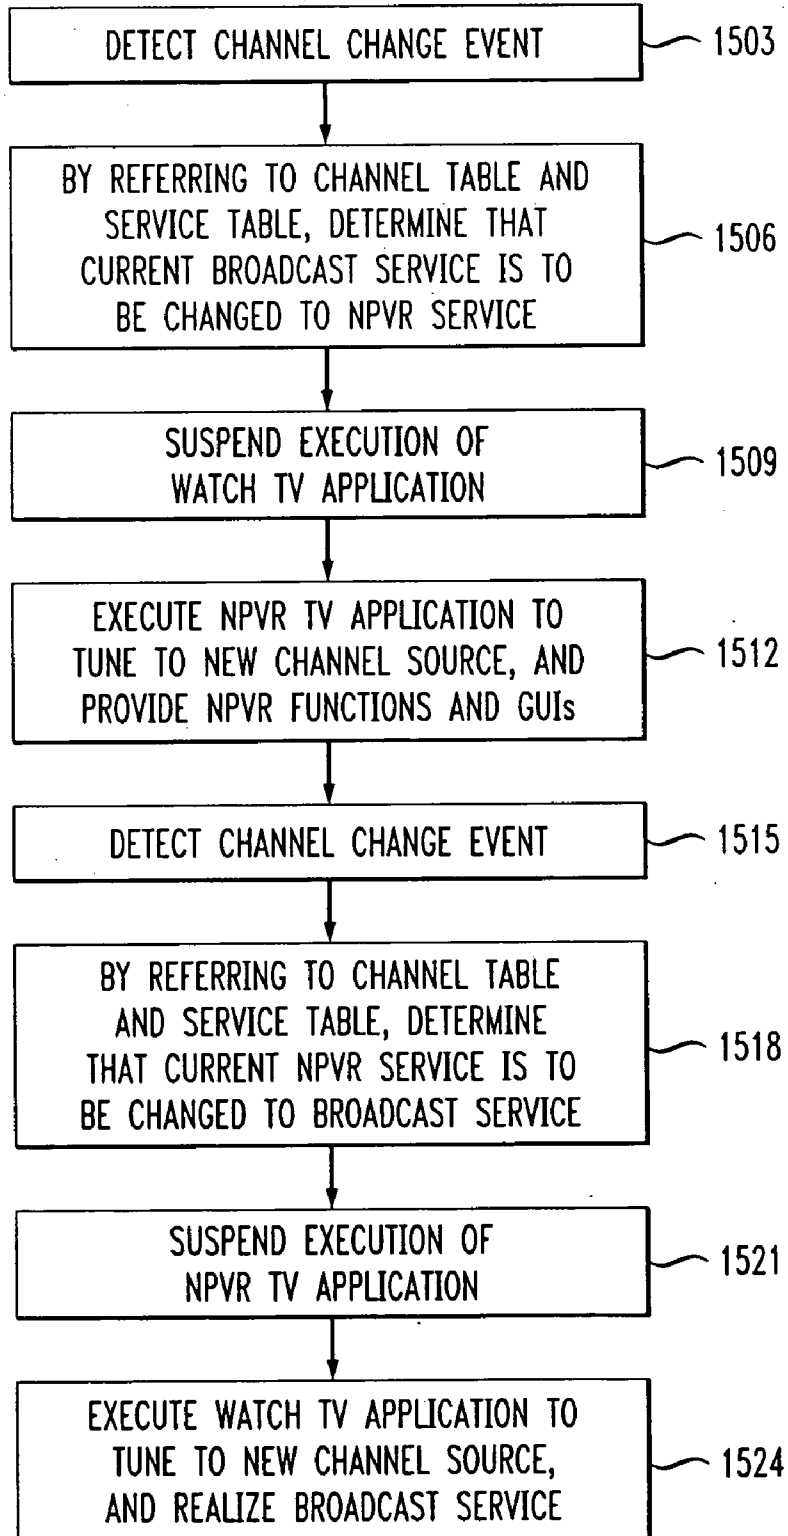 DETECT CHANNEL CHANGE EVENT
1503
BY REFERRING TO CHANNEL TABLE AND
SERVICE TABLE, DETERMINE THAT
CURRENT BROADCAST SERVICE IS TO
BE CHANGED TO NPVR SERVICE
1506
SUSPEND EXECUTION OF
WATCH TV APPLICATION
1509
EXECUTE NPVR TV APPLICATION TO
TUNE TO NEW CHANNEL SOURCE, AND
PROVIDE NPVR FUNCTIONS AND GUIs
1512
DETECT CHANNEL CHANGE EVENT
1515
BY REFERRING TO CHANNEL TABLE
AND SERVICE TABLE, DETERMINE
THAT CURRENT NPVR SERVICE IS TO
BE CHANGED TO BROADCAST SERVICE
1518
SUSPEND EXECUTION OF
NPVR TV APPLICATION
1521
EXECUTE WATCH TV APPLICATION TO
TUNE TO NEW CHANNEL SOURCE,
AND REALIZE BROADCAST SERVICE
1524